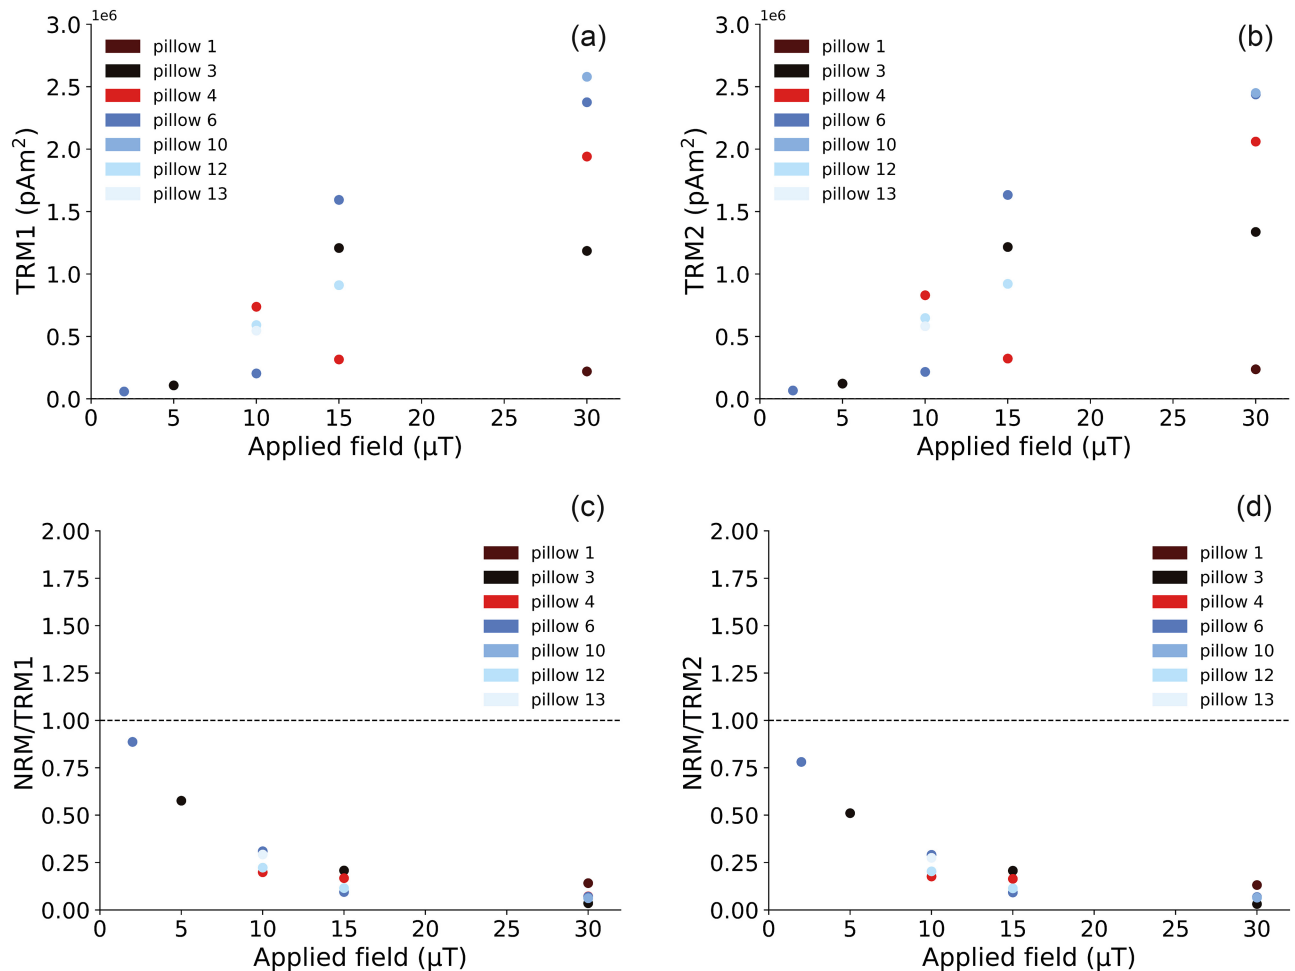 1e6
(a)
3.0
2.5
2.0
1.5
1.0
0.5
0.0
TRM1 (pAm²)
pillow 1
pillow 3
pillow 4
pillow 6
pillow 10
pillow 12
pillow 13
0 5 10 15 20 25 30
Applied field (μT)
1e6
(b)
3.0
2.5
2.0
1.5
1.0
0.5
0.0
TRM2 (pAm²)
pillow 1
pillow 3
pillow 4
pillow 6
pillow 10
pillow 12
pillow 13
0 5 10 15 20 25 30
Applied field (μT)
(c)
2.00
1.75
1.50
1.25
1.00
0.75
0.50
0.25
0.00
NRM/TRM1
pillow 1
pillow 3
pillow 4
pillow 6
pillow 10
pillow 12
pillow 13
0 5 10 15 20 25 30
Applied field (μT)
(d)
2.00
1.75
1.50
1.25
1.00
0.75
0.50
0.25
0.00
NRM/TRM2
pillow 1
pillow 3
pillow 4
pillow 6
pillow 10
pillow 12
pillow 13
0 5 10 15 20 25 30
Applied field (μT)